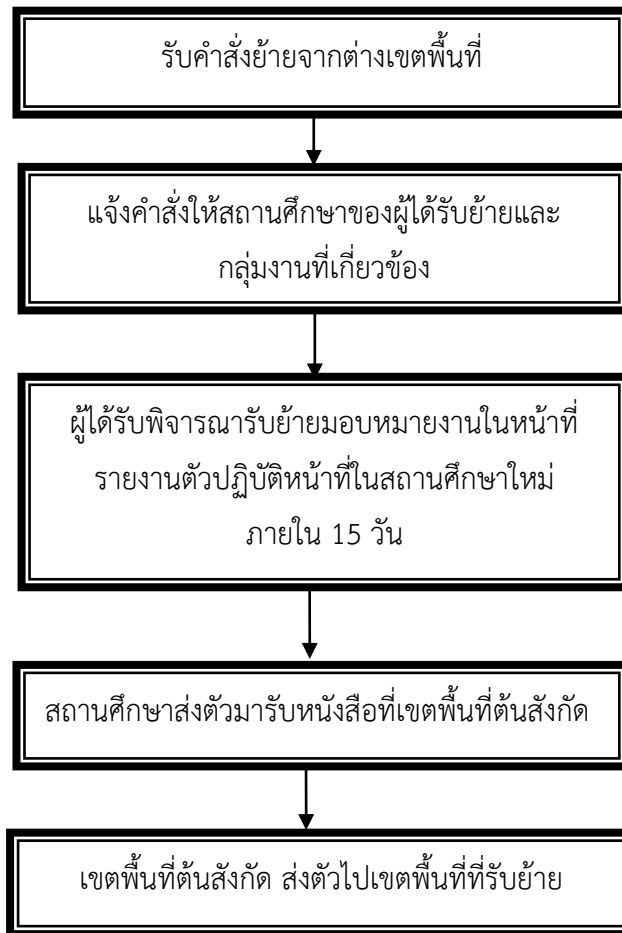 รับคำสั่งย้ายจากต่างเขตพื้นที่
แจ้งคำสั่งให้สถานศึกษาของผู้ได้รับย้ายและ
กลุ่มงานที่เกี่ยวข้อง
ผู้ได้รับพิจารณารับย้ายมอบหมายงานในหน้าที่
รายงานตัวปฏิบัติหน้าที่ในสถานศึกษาใหม่
ภายใน 15 วัน
สถานศึกษาส่งตัวมารับหนังสือที่เขตพื้นที่ต้นสังกัด
เขตพื้นที่ต้นสังกัด ส่งตัวไปเขตพื้นที่ที่รับย้าย